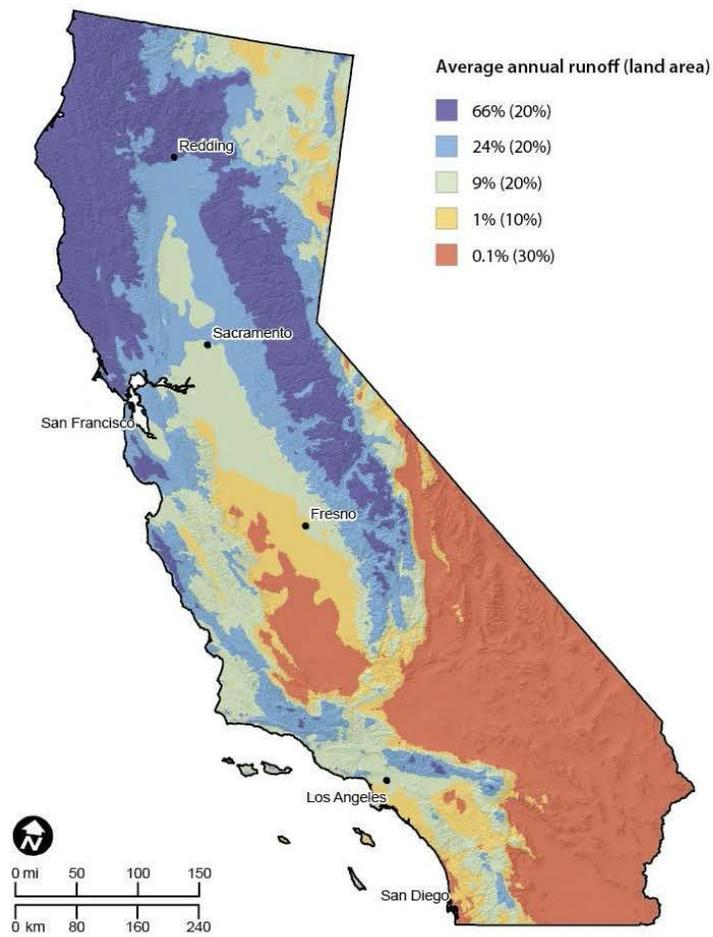 Average annual runoff (land area)
66% (20%)
24% (20%)
9% (20%)
1% (10%)
0.1% (30%)
Redding
Sacramento
San Francisco
Fresno
Los Angeles
San Diego
N
0 mi 50 100 150
0 km 80 160 240